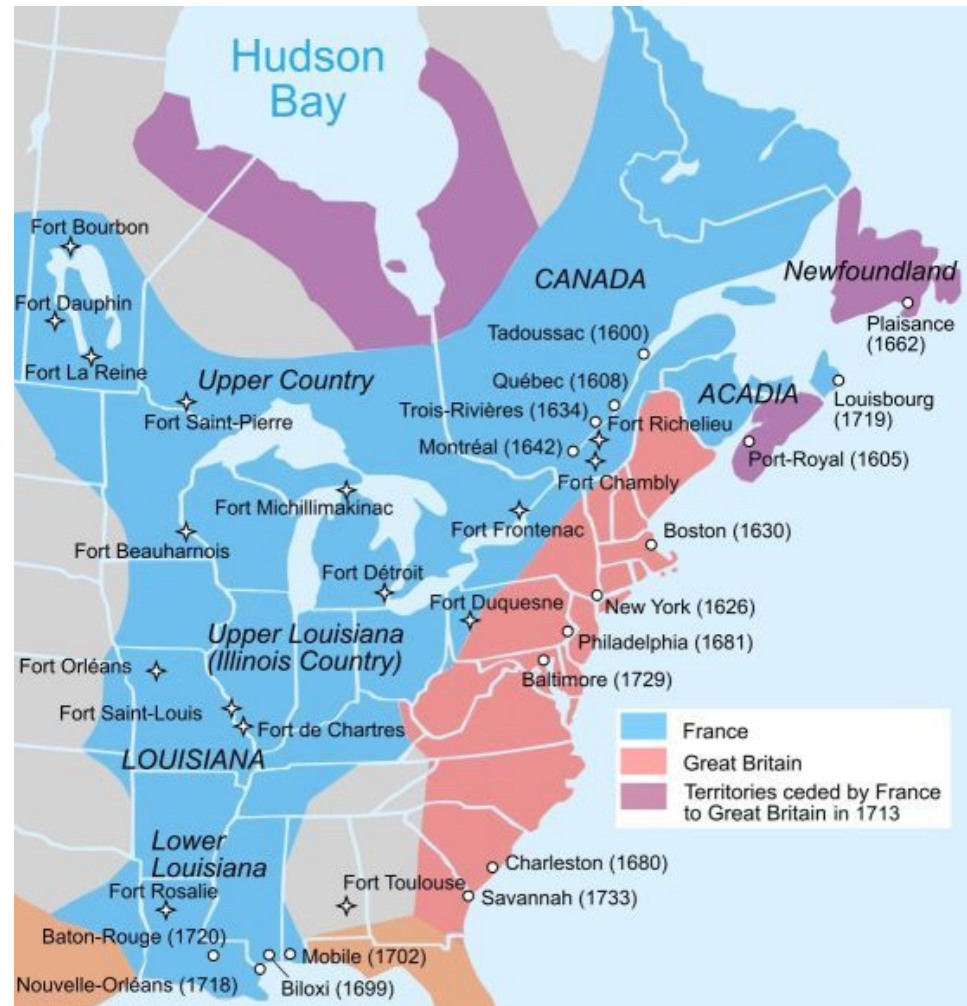 Hudson
Bay
Fort Bourbon
CANADA
Newfoundland
Fort Dauphin
Plaisance
(1662)
Tadoussac (1600)
Fort La Reine
Upper Country
Québec (1608)
ACADIA
Louisbourg
(1719)
Trois-Rivières (1634)
Fort Saint-Pierre
Fort Richelieu
Montréal (1642)
Port-Royal (1605)
Fort Chambly
Fort Michillimakinac
Fort Frontenac
Boston (1630)
Fort Beauharnois
Fort Détroit
Fort Duquesne
New York (1626)
Upper Louisiana
(Illinois Country)
Philadelphia (1681)
Fort Orléans
Baltimore (1729)
Fort Saint-Louis
Fort de Chartres
France
LOUISIANA
Great Britain
Territories ceded by France
to Great Britain in 1713
Lower
Louisiana
Charleston (1680)
Fort Rosalie
Fort Toulouse
Savannah (1733)
Baton-Rouge (1720)
Mobile (1702)
Nouvelle-Orléans (1718)
Biloxi (1699)